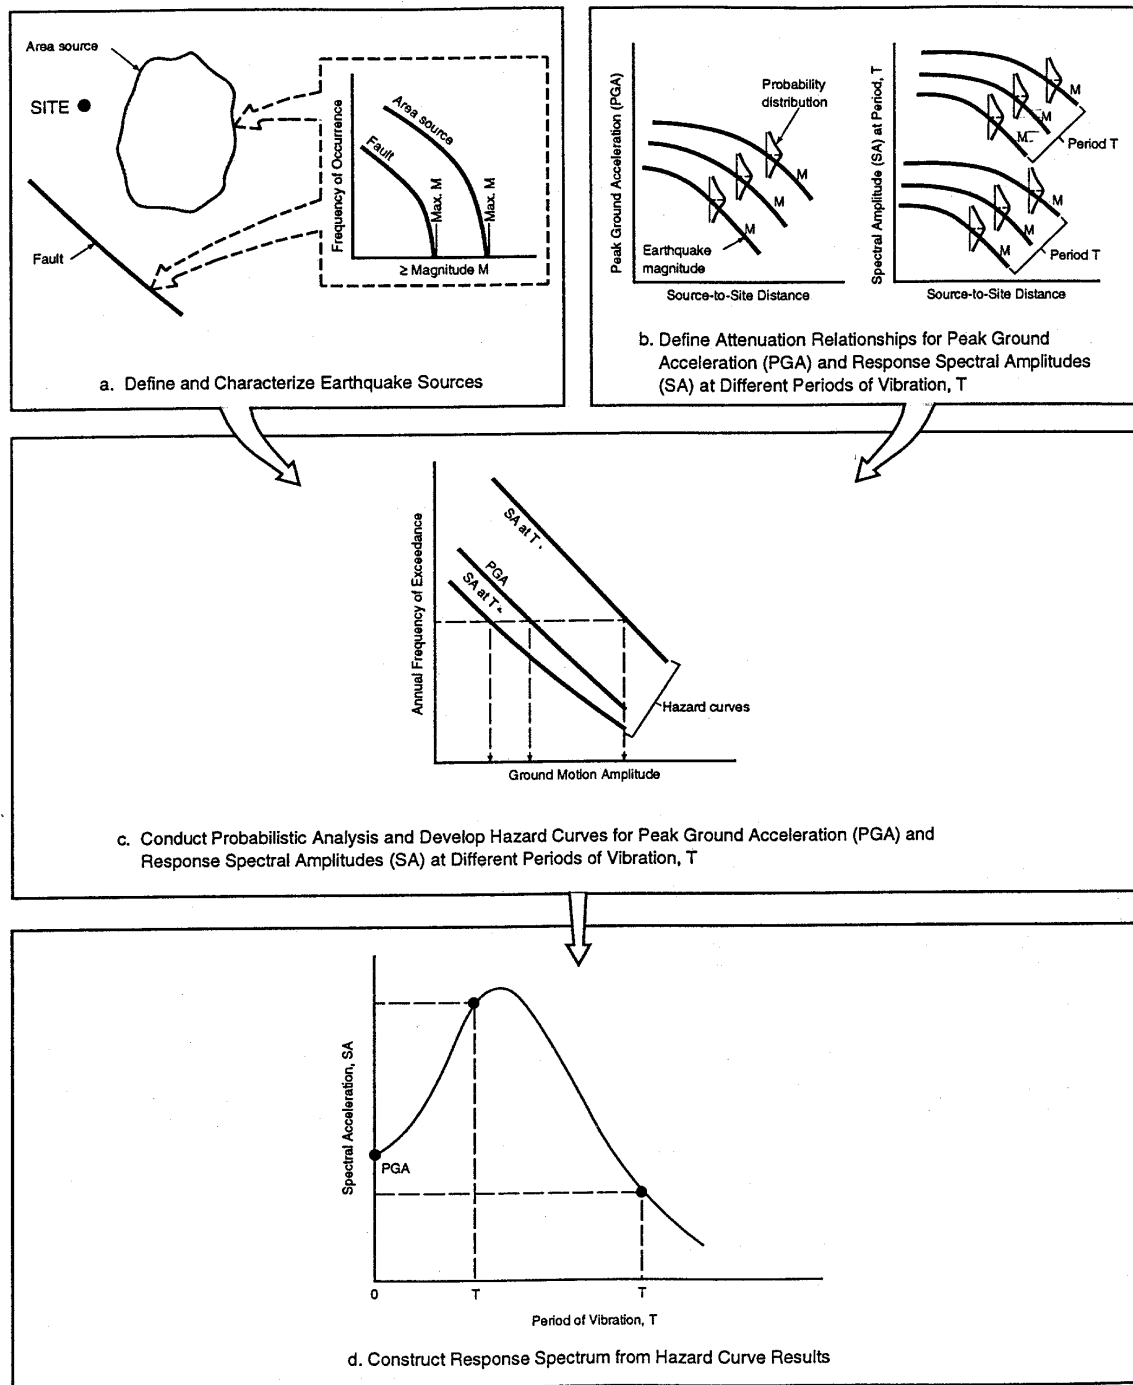 Area source
SITE
Fault
Frequency of Occurrence
Area source
Fault
Max. M
Max. M
≥ Magnitude M
a. Define and Characterize Earthquake Sources
Peak Ground Acceleration (PGA)
Probability
distribution
M
M
M
Earthquake
magnitude
Source-to-Site Distance
Spectral Amplitude (SA) at Period, T
M
M
M
Period T
M
M
M
Period T
Source-to-Site Distance
b. Define Attenuation Relationships for Peak Ground
Acceleration (PGA) and Response Spectral Amplitudes
(SA) at Different Periods of Vibration, T
Annual Frequency of Exceedance
SA at T
PGA
SA at T
Hazard curves
Ground Motion Amplitude
c. Conduct Probabilistic Analysis and Develop Hazard Curves for Peak Ground Acceleration (PGA) and
Response Spectral Amplitudes (SA) at Different Periods of Vibration, T
Spectral Acceleration, SA
PGA
0
T
T
Period of Vibration, T
d. Construct Response Spectrum from Hazard Curve Results